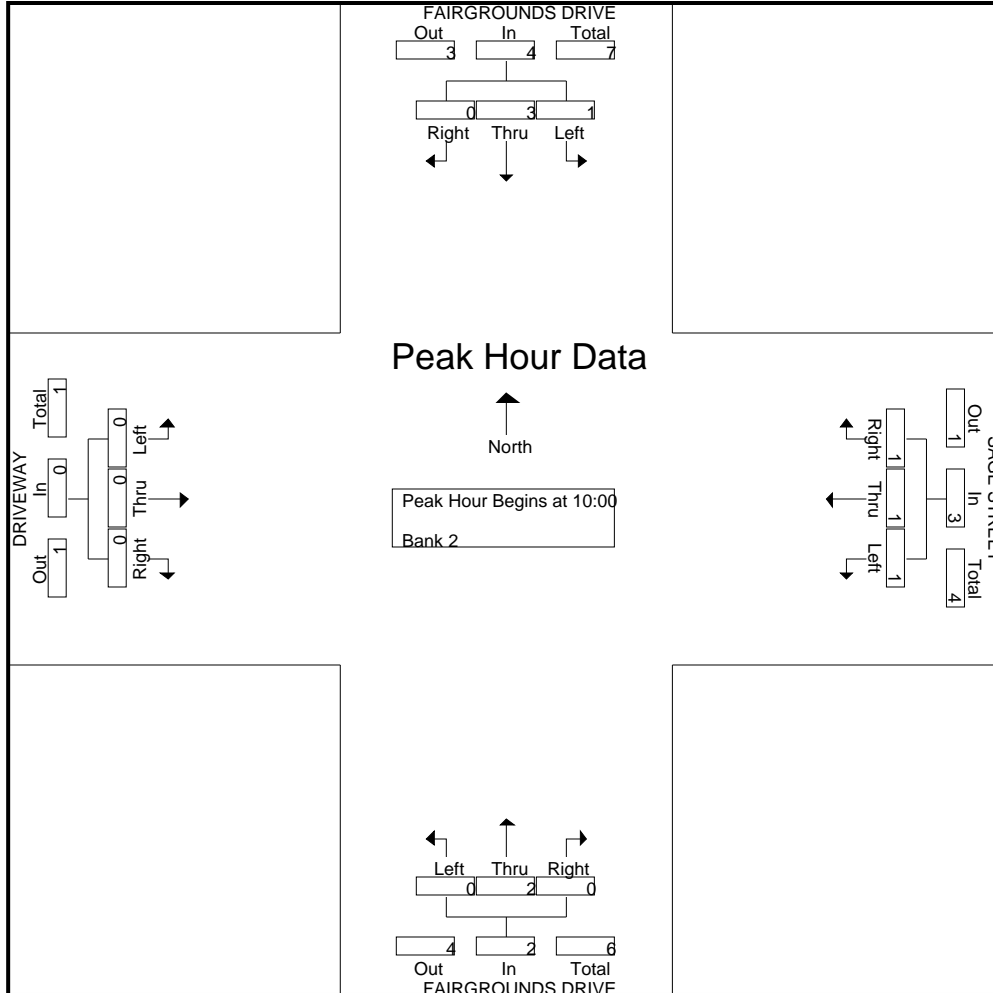 FAIRGROUNDS DRIVE
Out In Total
3 4 7
0 3 1
Right Thru Left
Peak Hour Data
North
Peak Hour Begins at 10:00
Bank 2
DRIVEWAY
Out In Total
1 0 1
0 0 0
Right Thru Left
Out In Total
1 3 4
1 1 1
Right Thru Left
Left Thru Right
0 2 0
4 2 6
Out In Total
FAIRGROUNDS DRIVE